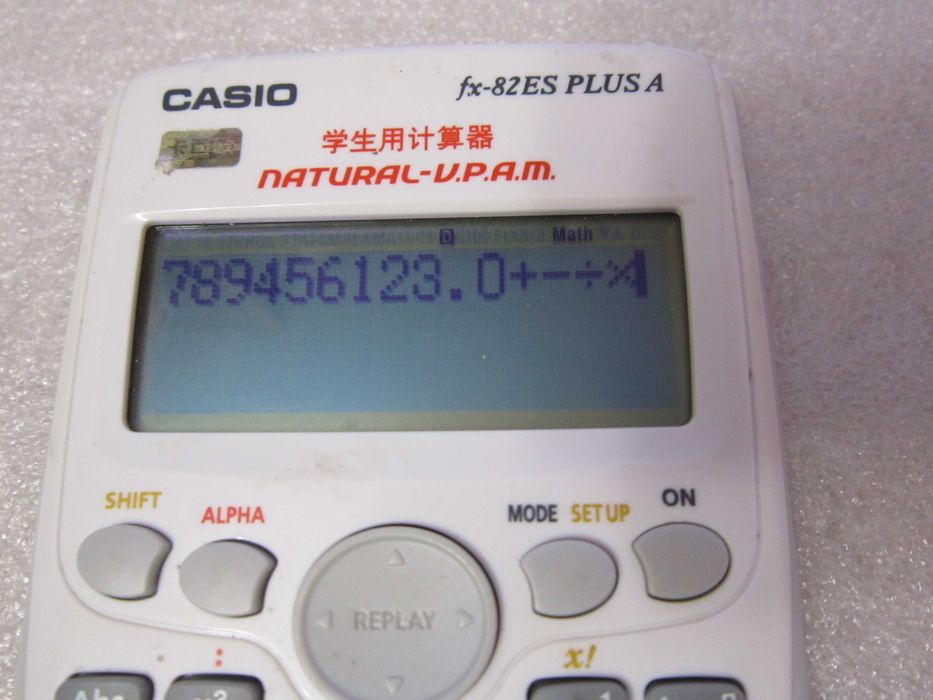 CASIO
fx-82ES PLUS A
学生用计算器
NATURAL-V.P.A.M.
D Math
789456123.0+−÷×
SHIFT
ALPHA
MODE SETUP
ON
REPLAY
:
x!
Abs